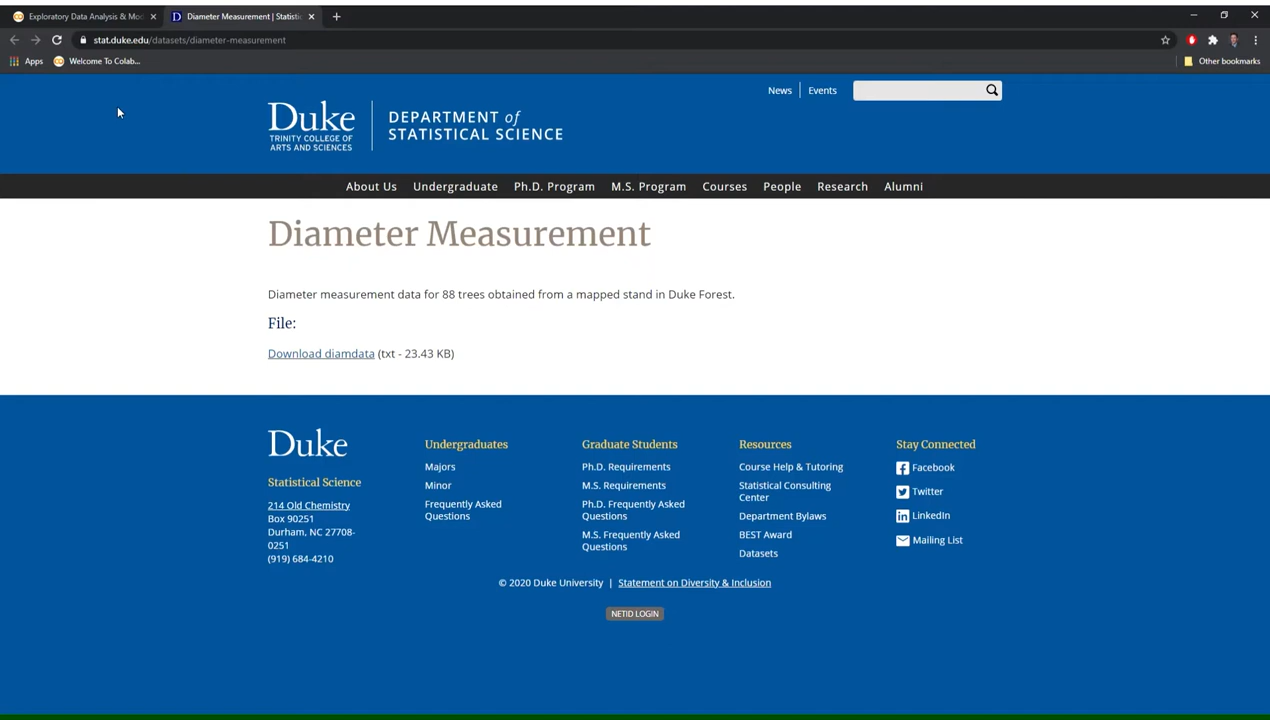 Exploratory Data Analysis & Mo
Diameter Measurement | Statistic
stat.duke.edu/datasets/diameter-measurement
Apps
Welcome To Colab...
Other bookmarks
News
Events
Duke
TRINITY COLLEGE OF
ARTS AND SCIENCES
DEPARTMENT of
STATISTICAL SCIENCE
About Us
Undergraduate
Ph.D. Program
M.S. Program
Courses
People
Research
Alumni
Diameter Measurement
Diameter measurement data for 88 trees obtained from a mapped stand in Duke Forest.
File:
Download diamdata (txt - 23.43 KB)
Duke
Statistical Science
214 Old Chemistry
Box 90251
Durham, NC 27708-
0251
(919) 684-4210
Undergraduates
Majors
Minor
Frequently Asked
Questions
Graduate Students
Ph.D. Requirements
M.S. Requirements
Ph.D. Frequently Asked
Questions
M.S. Frequently Asked
Questions
Resources
Course Help & Tutoring
Statistical Consulting
Center
Department Bylaws
BEST Award
Datasets
Stay Connected
Facebook
Twitter
LinkedIn
Mailing List
© 2020 Duke University | Statement on Diversity & Inclusion
NETID LOGIN